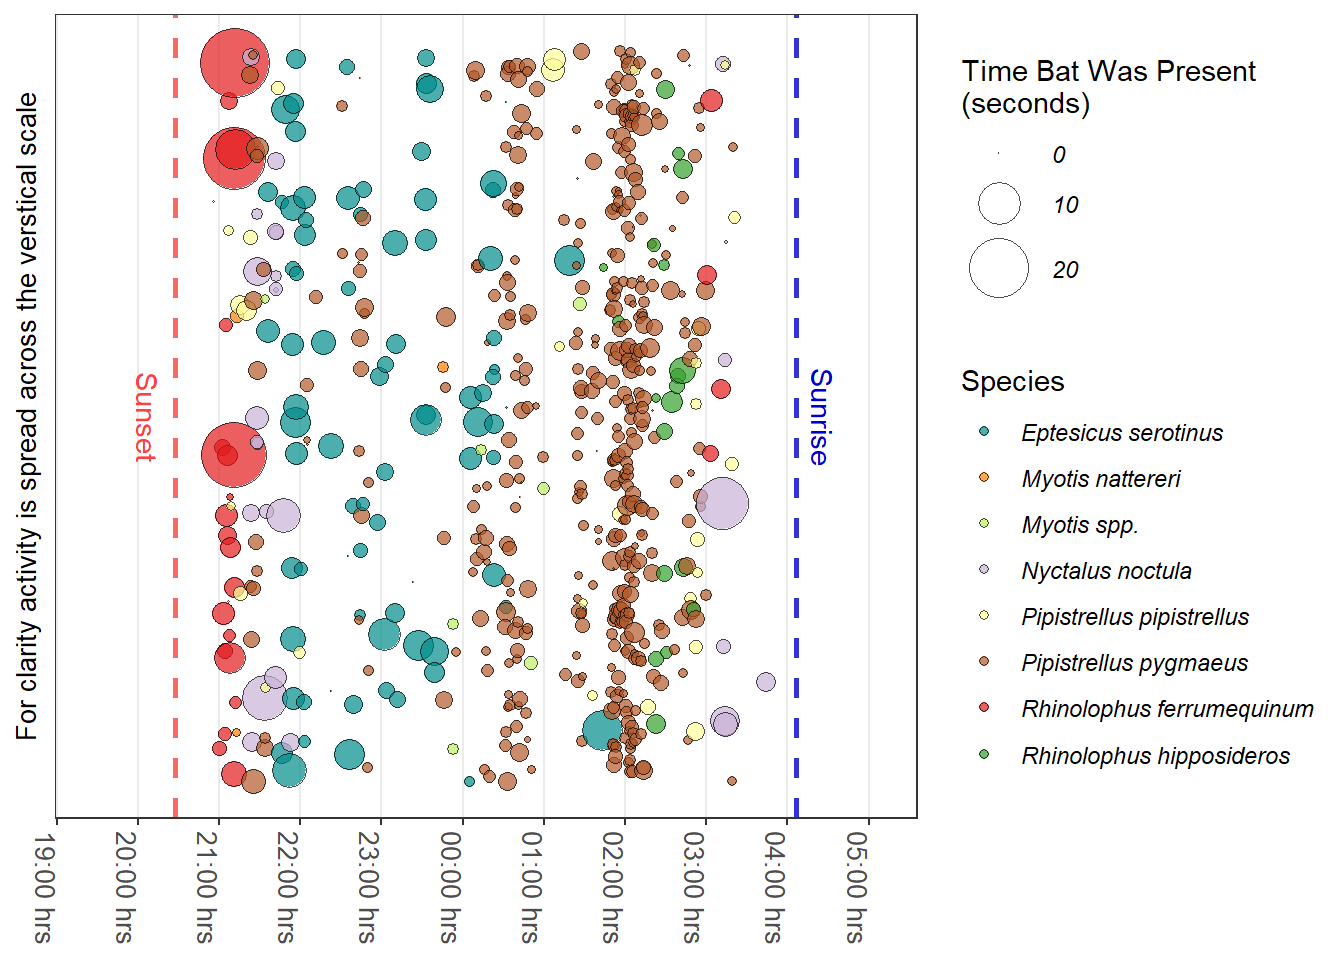 For clarity activity is spread across the verstical scale
Sunset
Sunrise
19:00 hrs
20:00 hrs
21:00 hrs
22:00 hrs
23:00 hrs
00:00 hrs
01:00 hrs
02:00 hrs
03:00 hrs
04:00 hrs
05:00 hrs
Time Bat Was Present
(seconds)
0
10
20
Species
Eptesicus serotinus
Myotis nattereri
Myotis spp.
Nyctalus noctula
Pipistrellus pipistrellus
Pipistrellus pygmaeus
Rhinolophus ferrumequinum
Rhinolophus hipposideros